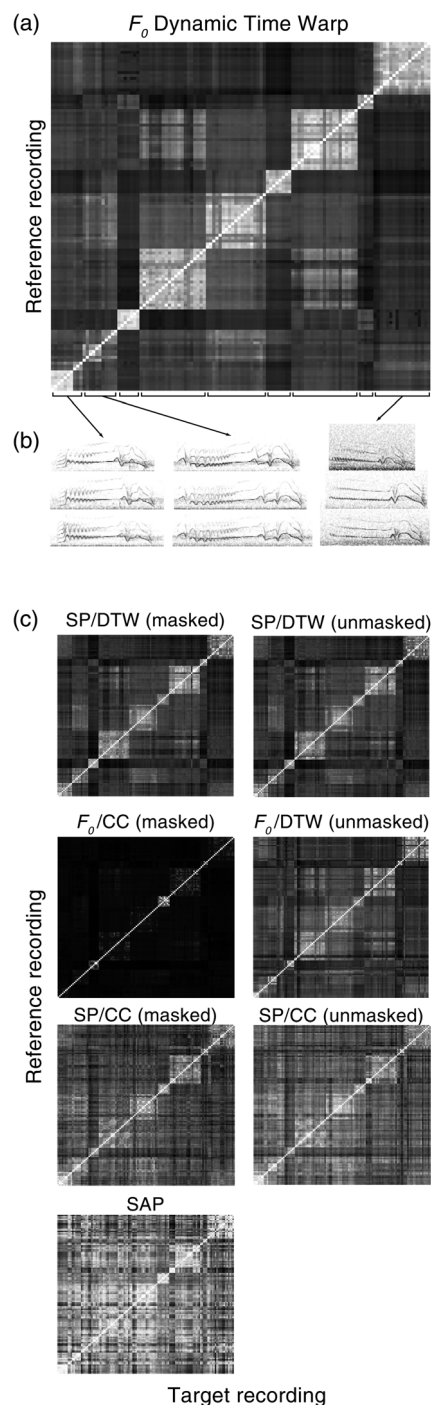 (a)
F0 Dynamic Time Warp
Reference recording
(b)
(c)
SP/DTW (masked)
SP/DTW (unmasked)
F0/CC (masked)
F0/DTW (unmasked)
Reference recording
SP/CC (masked)
SP/CC (unmasked)
SAP
Target recording